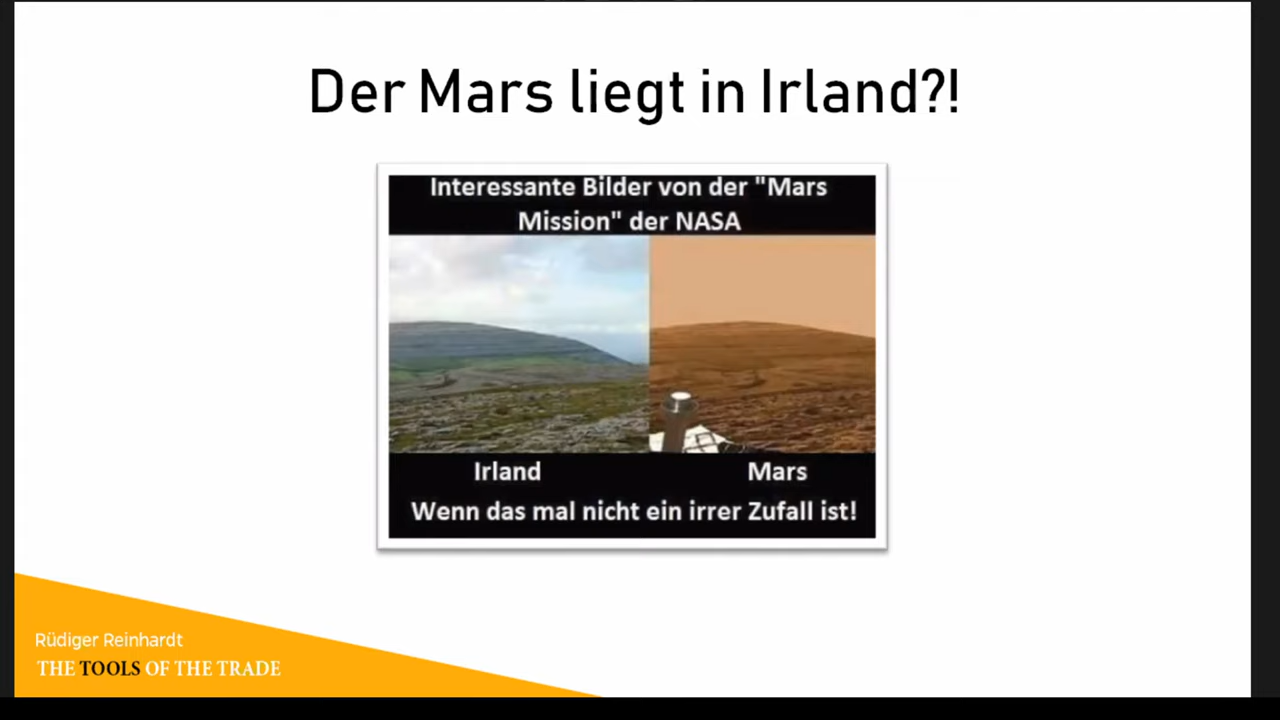 Der Mars liegt in Irland?!
Interessante Bilder von der "Mars
Mission" der NASA
Irland Mars
Wenn das mal nicht ein irrer Zufall ist!
Rüdiger Reinhardt
THE TOOLS OF THE TRADE